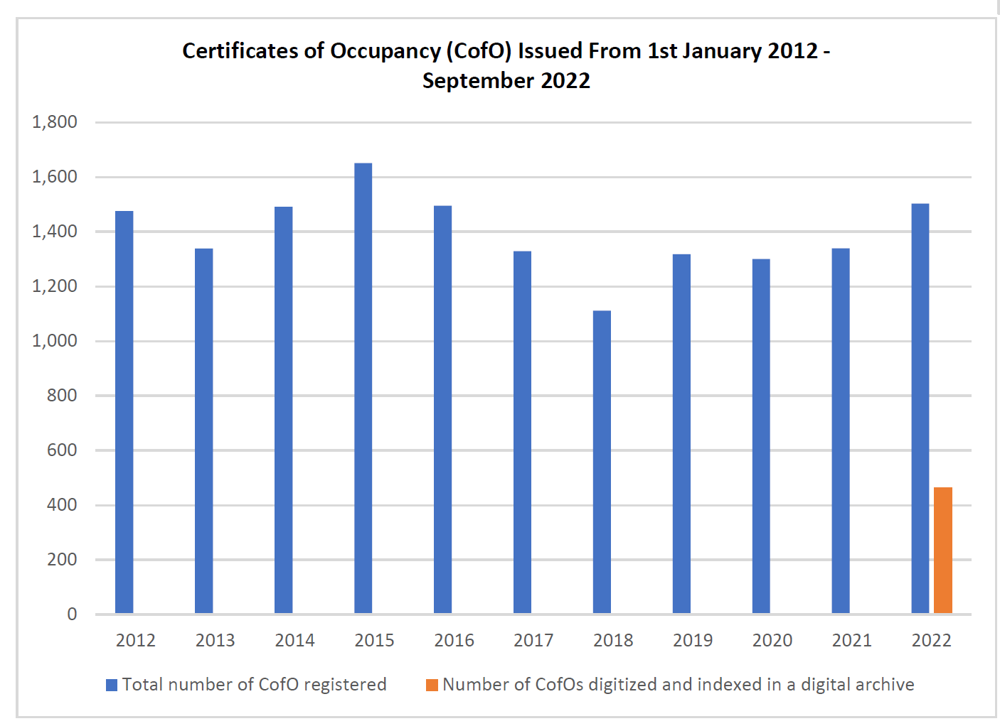 Certificates of Occupancy (CofO) Issued From 1st January 2012 -
September 2022
1,800
1,600
1,400
1,200
1,000
800
600
400
200
0
2012 2013 2014 2015 2016 2017 2018 2019 2020 2021 2022
Total number of CofO registered Number of CofOs digitized and indexed in a digital archive